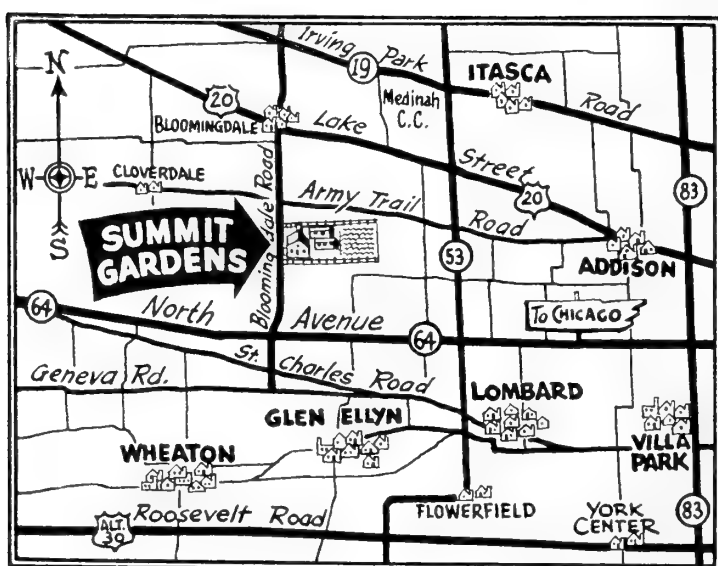 Irving Park Road
19
ITASCA
Medinah
C.C.
N
20
BLOOMINGDALE
Lake Street
W E
CLOVERDALE
Army Trail Road
20
83
S
SUMMIT
GARDENS
Bloomingdale Road
53
ADDISON
64
North Avenue
To CHICAGO
64
St. Charles Road
Geneva Rd.
LOMBARD
GLEN ELLYN
WHEATON
VILLA
PARK
FLOWERFIELD
YORK
CENTER
83
ALT.
30
Roosevelt Road